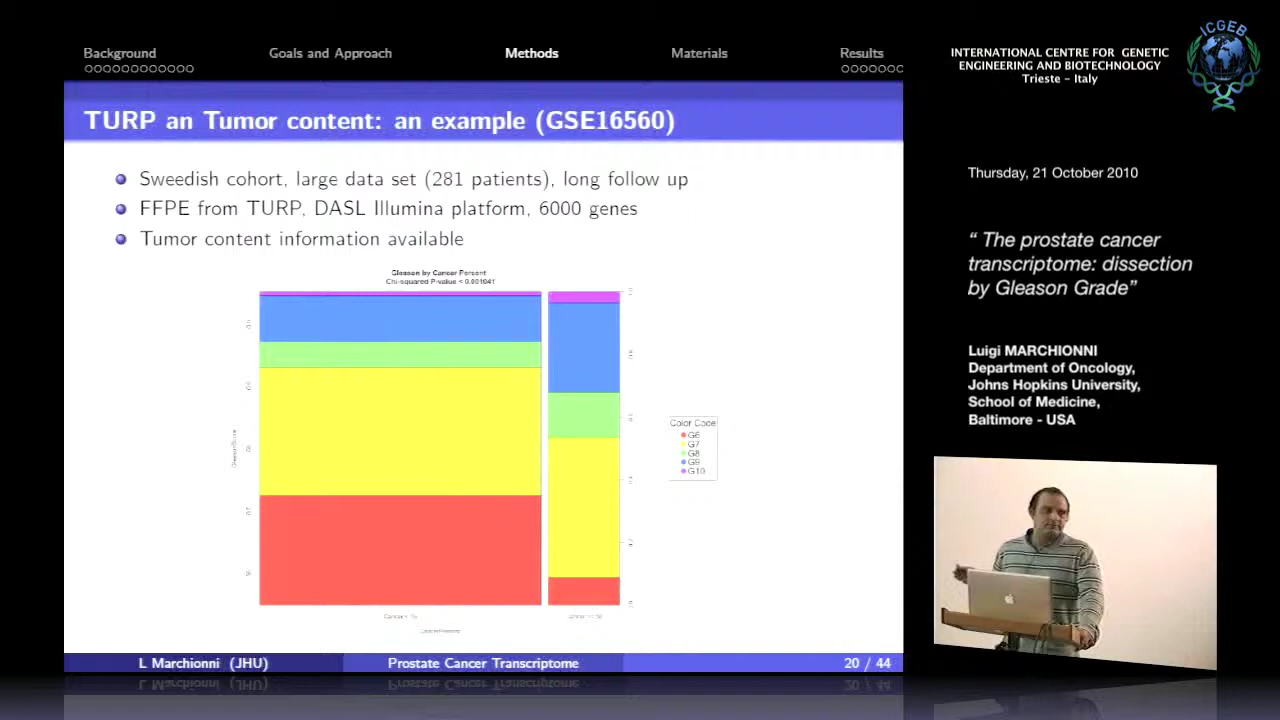 Background
Goals and Approach
Methods
Materials
Results
TURP an Tumor content: an example (GSE16560)
Swedish cohort, large data set (281 patients), long follow up
FFPE from TURP, DASL Illumina platform, 6000 genes
Tumor content information available
Gleason by Cancer Percent
Chi-squared P-value < 0.001041
Color Code
G6
G7
G8
G9
G10
L Marchionni (JHU)
Prostate Cancer Transcriptome
20 / 44
ICGEB
INTERNATIONAL CENTRE FOR GENETIC
ENGINEERING AND BIOTECHNOLOGY
Trieste - Italy
Thursday, 21 October 2010
“ The prostate cancer
transcriptome: dissection
by Gleason Grade”
Luigi MARCHIONNI
Department of Oncology,
Johns Hopkins University,
School of Medicine,
Baltimore - USA